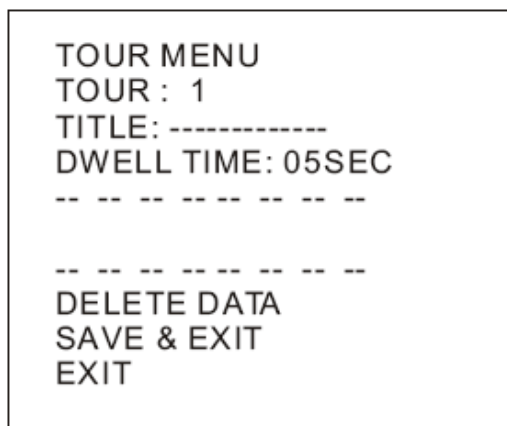 TOUR MENU
TOUR : 1
TITLE: -------------
DWELL TIME: 05SEC
-- -- -- -- -- -- -- --
-- -- -- -- -- -- -- --
DELETE DATA
SAVE & EXIT
EXIT